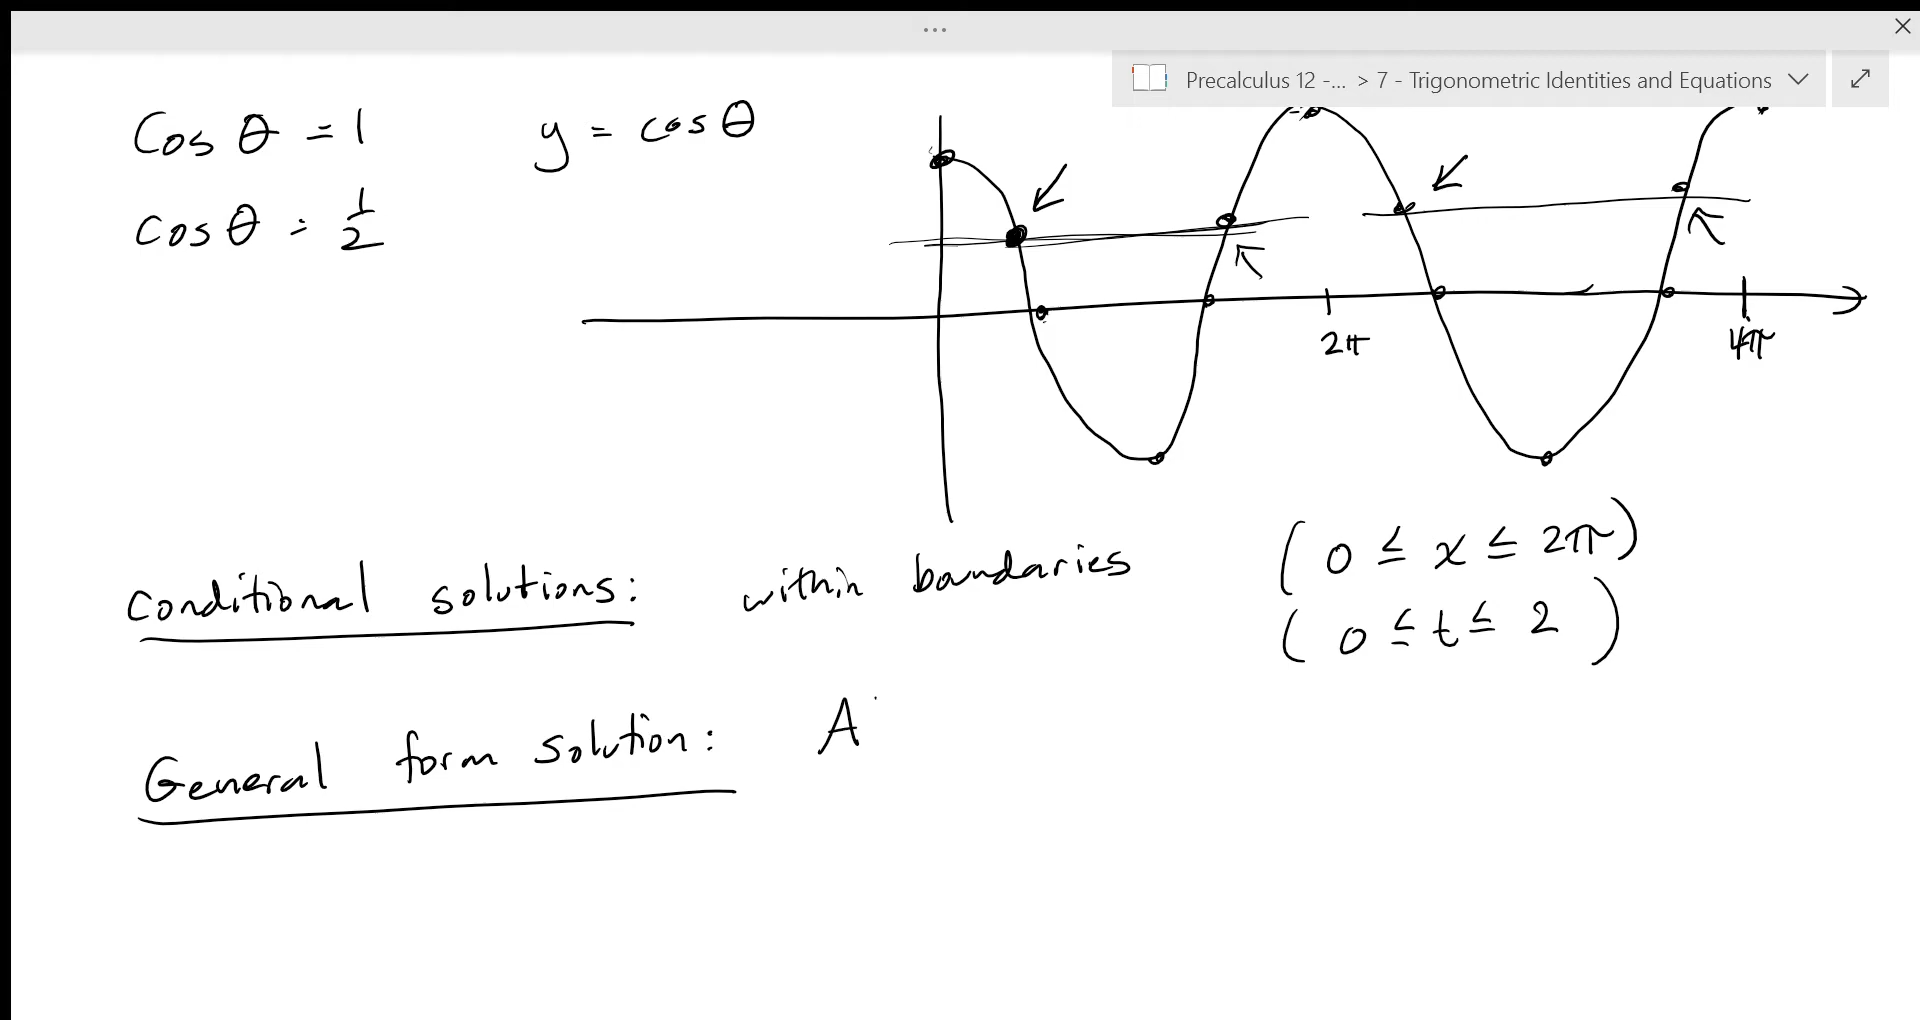 Precalculus 12 -... > 7 - Trigonometric Identities and Equations
Cos θ = 1
y = cos θ
cos θ = 1/2
2π
4π
Conditional solutions: within boundaries (0 ≤ x ≤ 2π)
(0 ≤ t ≤ 2)
General form solution: A